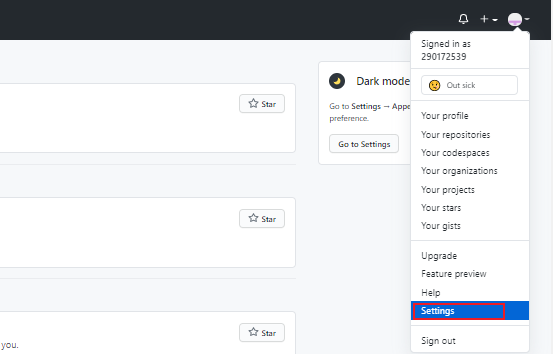 Signed in as
290172539
Out sick
Your profile
Your repositories
Your codespaces
Your organizations
Your projects
Your stars
Your gists
Upgrade
Feature preview
Help
Settings
Sign out
Dark mode
Go to Settings → Appe
preference.
Go to Settings
Star
Star
Star
you.